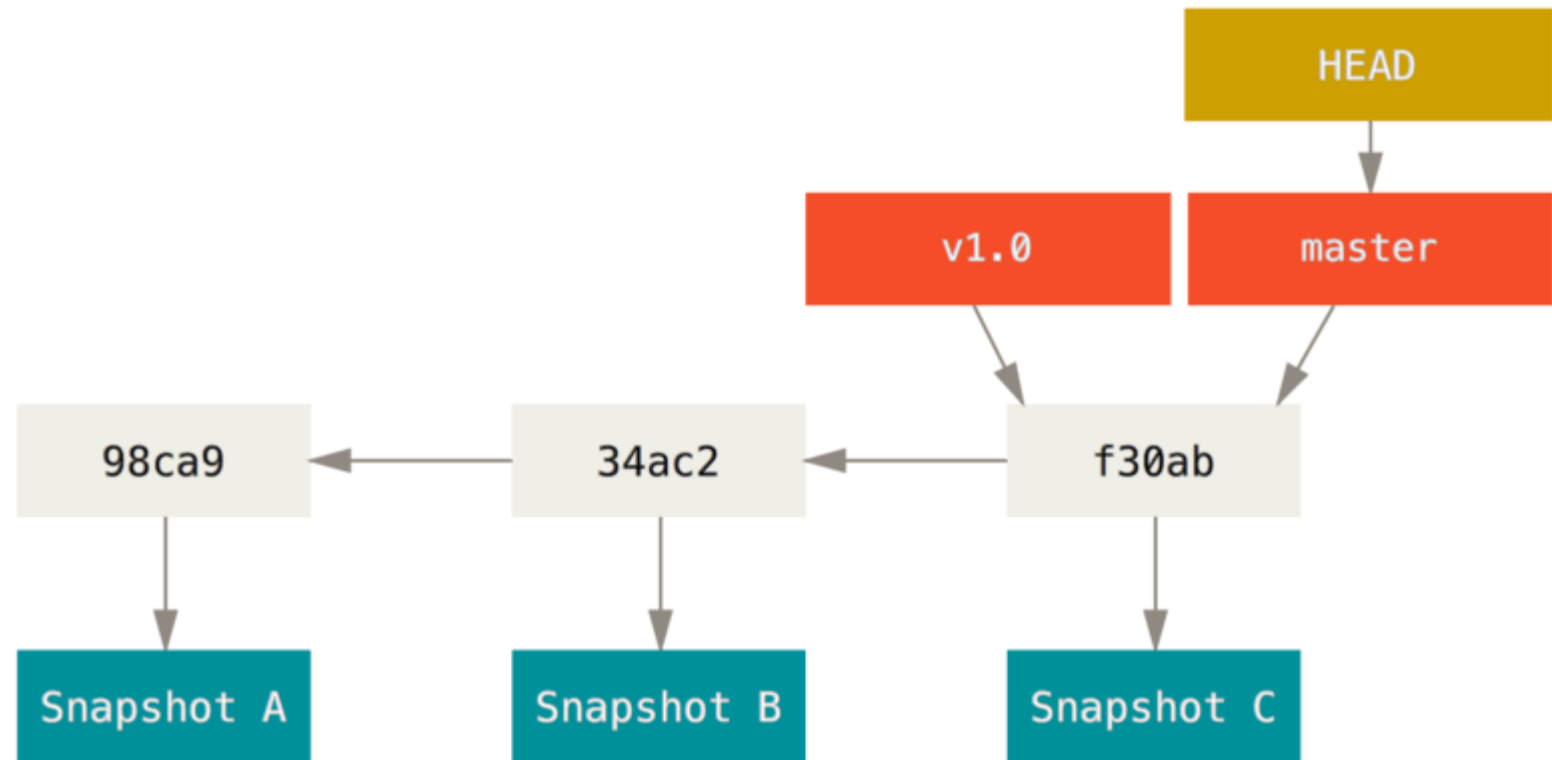 HEAD
v1.0
master
98ca9
34ac2
f30ab
Snapshot A
Snapshot B
Snapshot C